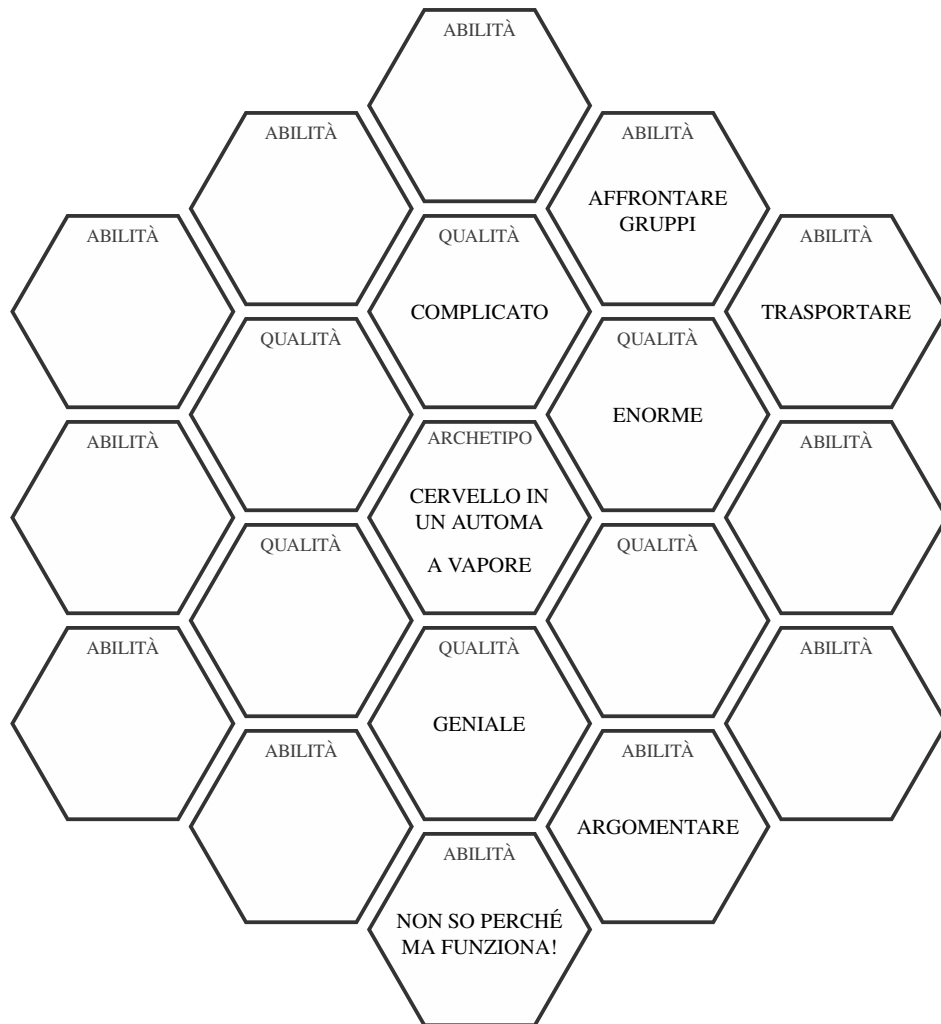 ABILITÀ
ABILITÀ
ABILITÀ
AFFRONTARE
GRUPPI
ABILITÀ
QUALITÀ
COMPLICATO
ABILITÀ
TRASPORTARE
QUALITÀ
QUALITÀ
ENORME
ABILITÀ
ARCHETIPO
CERVELLO IN
UN AUTOMA
A VAPORE
ABILITÀ
QUALITÀ
QUALITÀ
ABILITÀ
QUALITÀ
GENIALE
ABILITÀ
ABILITÀ
ABILITÀ
ARGOMENTARE
ABILITÀ
NON SO PERCHÉ
MA FUNZIONA!